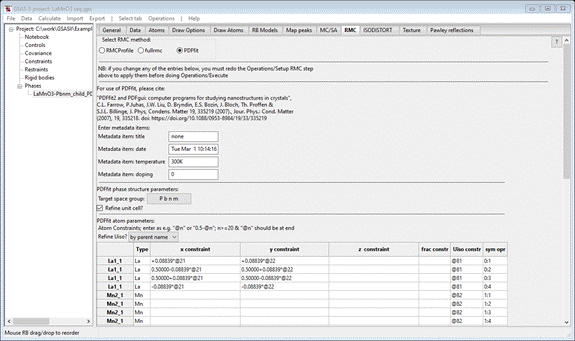 GSAS-II project: LaMnO3 seq.gpx
File Data Calculate Import Export | Select tab Operations | Help
Project: C:\work\GSASII\Exampl
Notebook
Controls
Covariance
Constraints
Restraints
Rigid bodies
Phases
LaMnO3-Pbnm_child_PD
General Data Atoms Draw Options Draw Atoms RB Models Map peaks MC/SA RMC ISODISTORT Texture Pawley reflections
Select RMC method:
RMCProfile fullrmc PDFfit
?
NB: if you change any of the entries below, you must redo the Operations/Setup RMC step
above to apply them before doing Operations/Execute
For use of PDFfit, please cite:
"PDFfit2 and PDFgui: computer programs for studying nanostructures in crystals",
C.L. Farrow, P.Juhas, J.W. Liu, D. Bryndin, E.S. Bozin, J. Bloch, Th. Proffen &
S.J.L. Billinge, J. Phys, Condens. Matter 19, 335219 (2007)., Jour. Phys.: Cond. Matter
(2007), 19, 335218. doi: https://doi.org/10.1088/0953-8984/19/33/335219
Enter metadata items:
Metadata item: title none
Metadata item: date Tue Mar 1 10:14:16
Metadata item: temperature 300K
Metadata item: doping 0
PDFfit phase structure parameters:
Target space group: P b n m
Refine unit cell?
PDFfit atom parameters:
Atom Constraints; enter as e.g. "@n" or "0.5-@n"; n>=20 & "@n" should be at end
Refine Uiso? by parent name
Type x constraint y constraint z constraint frac constr Uiso constr sym opr
La1_1 La +0.08839*@21 +0.08839*@22 @81 0:1
La1_1 La 0.50000-0.08839*@21 0.50000+0.08839*@22 @81 0:2
La1_1 La 0.50000+0.08839*@21 0.50000-0.08839*@22 @81 0:3
La1_1 La -0.08839*@21 -0.08839*@22 @81 0:4
Mn2_1 Mn @82 1:1
Mn2_1 Mn @82 1:2
Mn2_1 Mn @82 1:3
Mn2_1 Mn @82 1:4
Mouse RB drag/drop to reorder